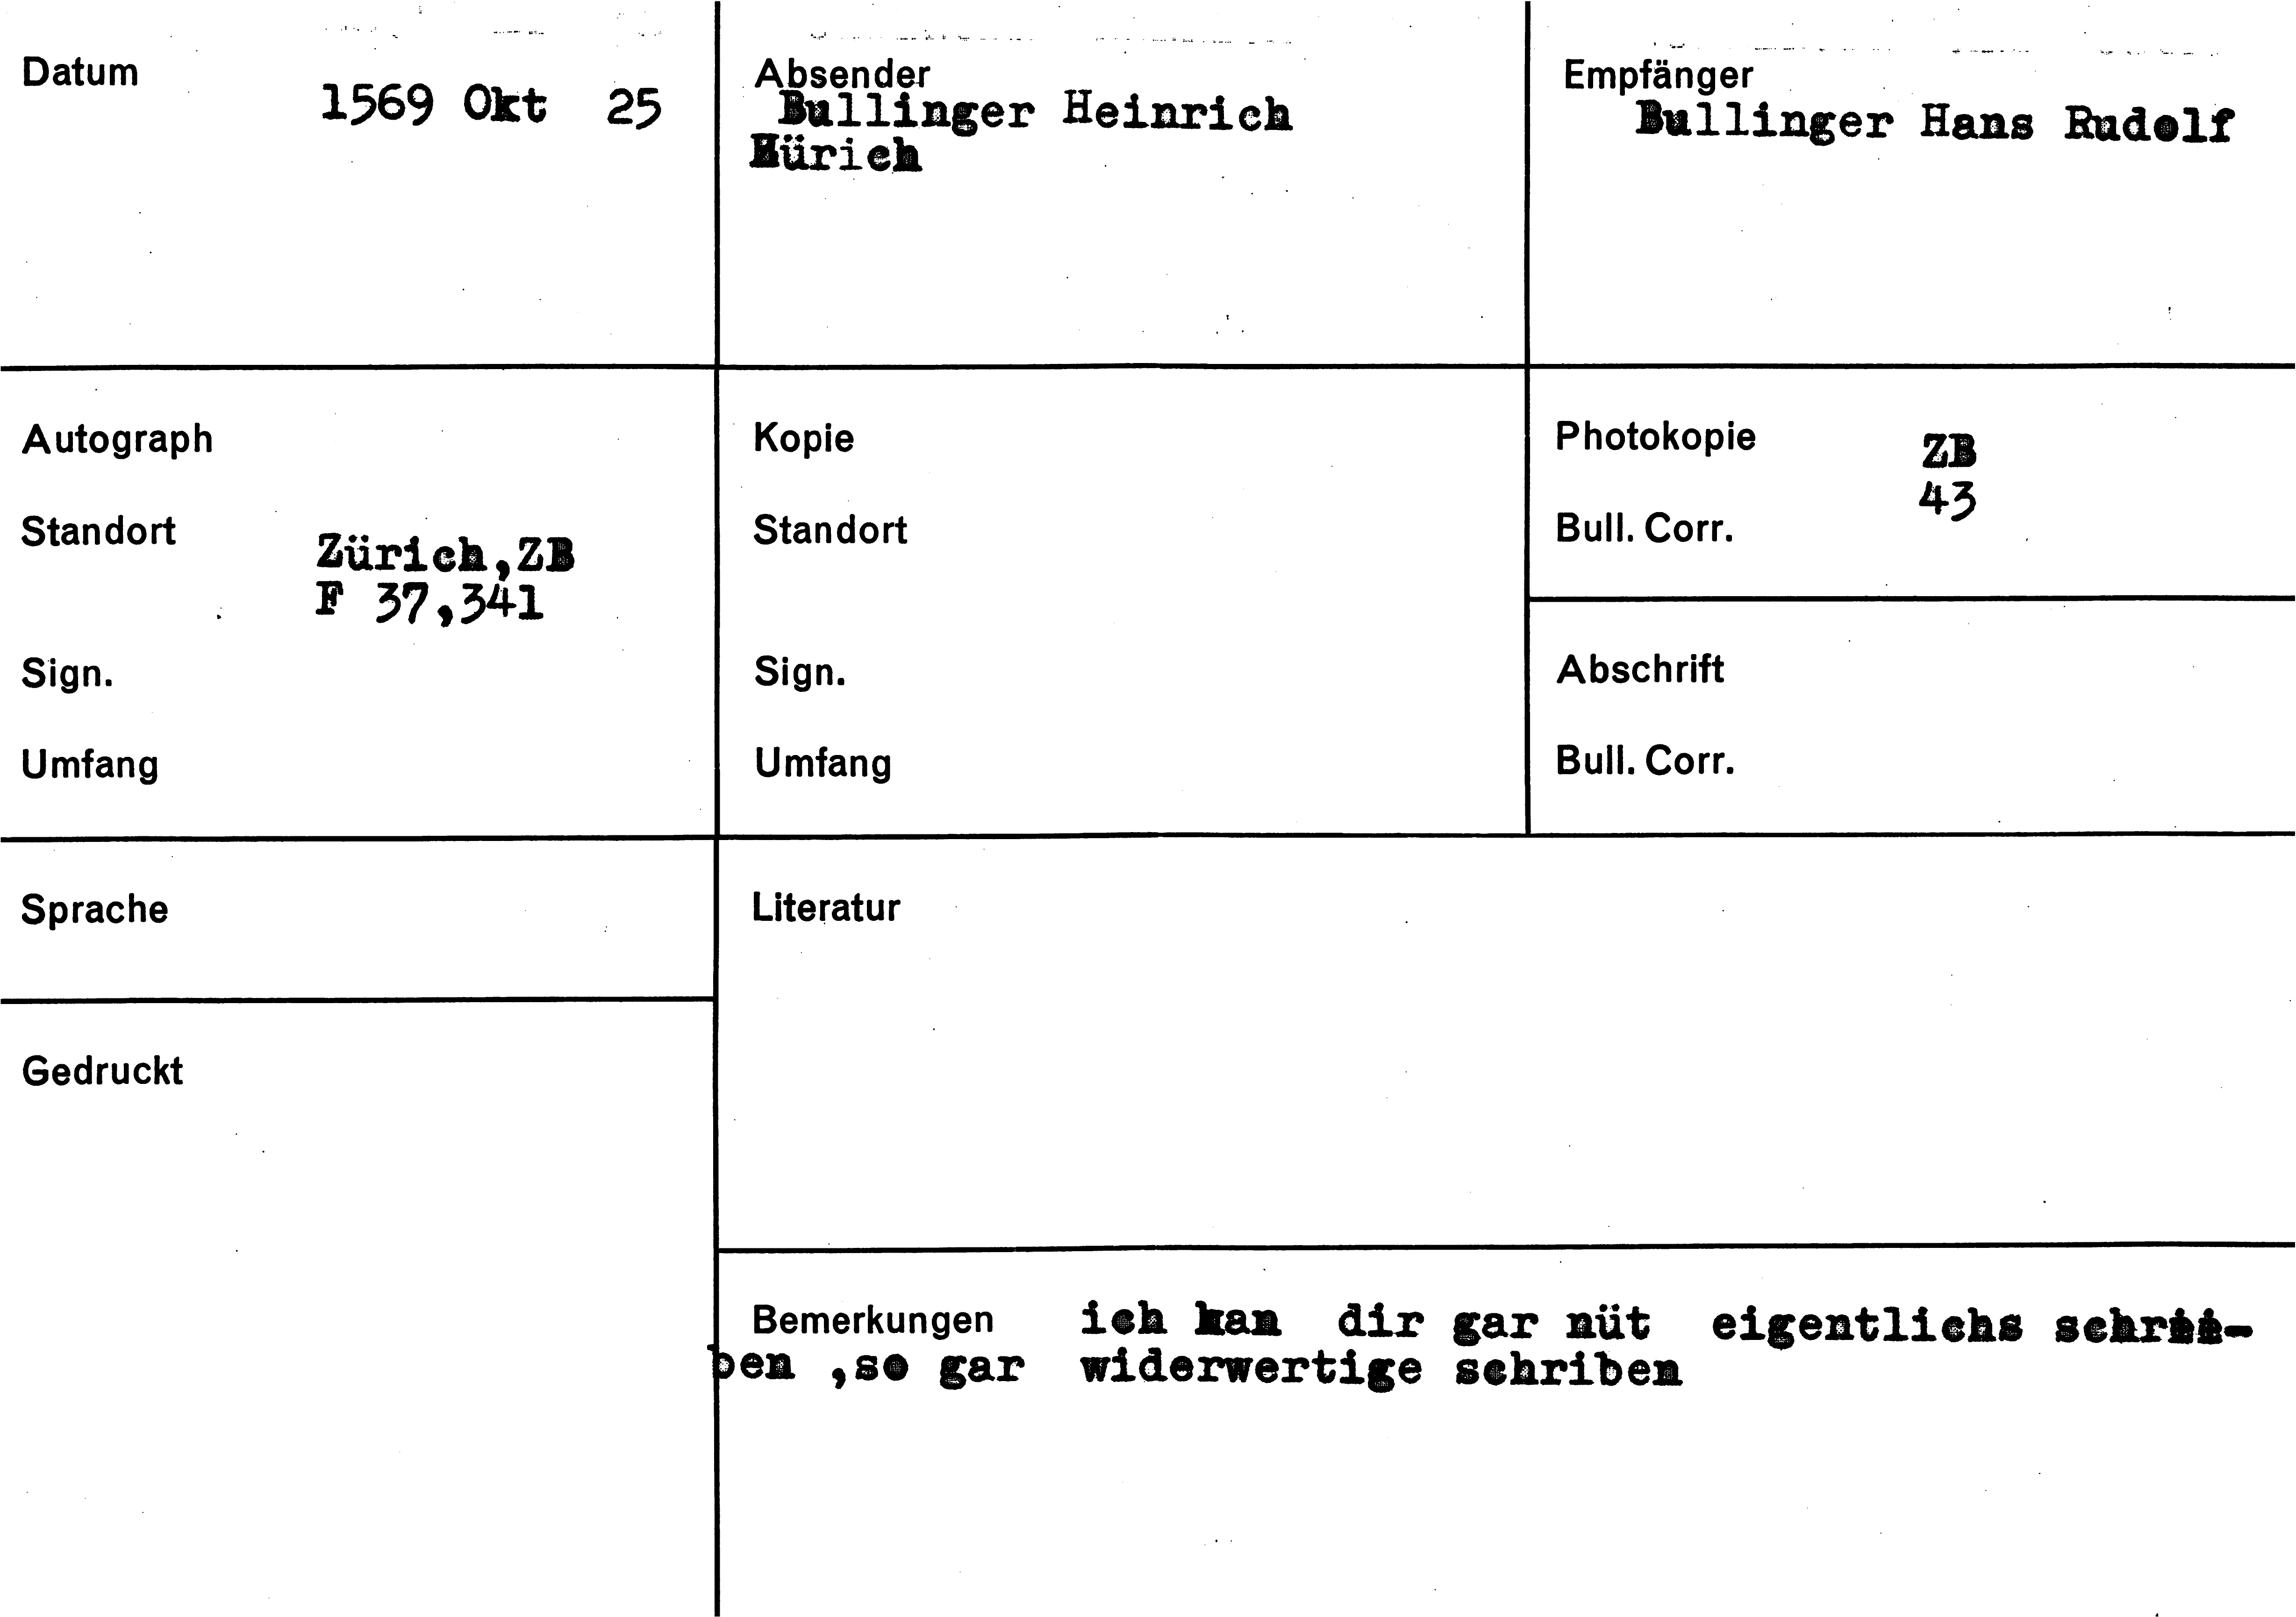 Datum
1569 Okt 25
Absender
Bullinger Heinrich
Zürich
Empfänger
Bullinger Hans Rudolf
Autograph
Standort
Zürich,ZB
F 37,341
Sign.
Umfang
Kopie
Standort
Sign.
Umfang
Photokopie
ZB
43
Bull. Corr.
Abschrift
Bull. Corr.
Sprache
Gedruckt
Literatur
Bemerkungen ich kan dir gar nüt eigentlichs schrii-
ben ,so gar widerwertige schriben